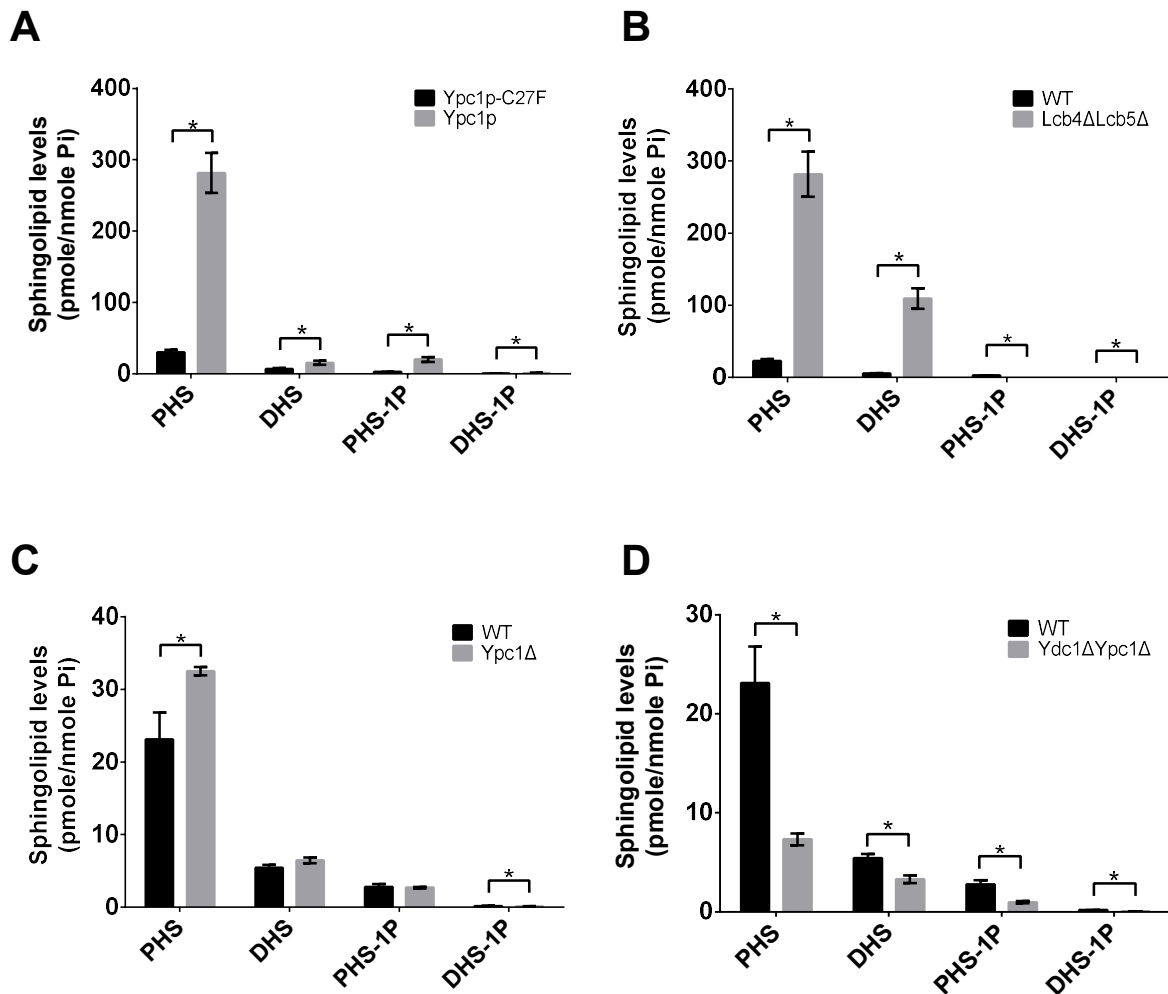 A
Sphingolipid levels
(pmole/nmole Pi)
400
300
200
100
0
*
*
*
*
Ypc1p-C27F
Ypc1p
PHS
DHS
PHS-1P
DHS-1P
B
Sphingolipid levels
(pmole/nmole Pi)
400
300
200
100
0
*
*
*
*
WT
Lcb4ΔLcb5Δ
PHS
DHS
PHS-1P
DHS-1P
C
Sphingolipid levels
(pmole/nmole Pi)
40
30
20
10
0
*
*
WT
Ypc1Δ
PHS
DHS
PHS-1P
DHS-1P
D
Sphingolipid levels
(pmole/nmole Pi)
30
20
10
0
*
*
*
*
WT
Ydc1ΔYpc1Δ
PHS
DHS
PHS-1P
DHS-1P